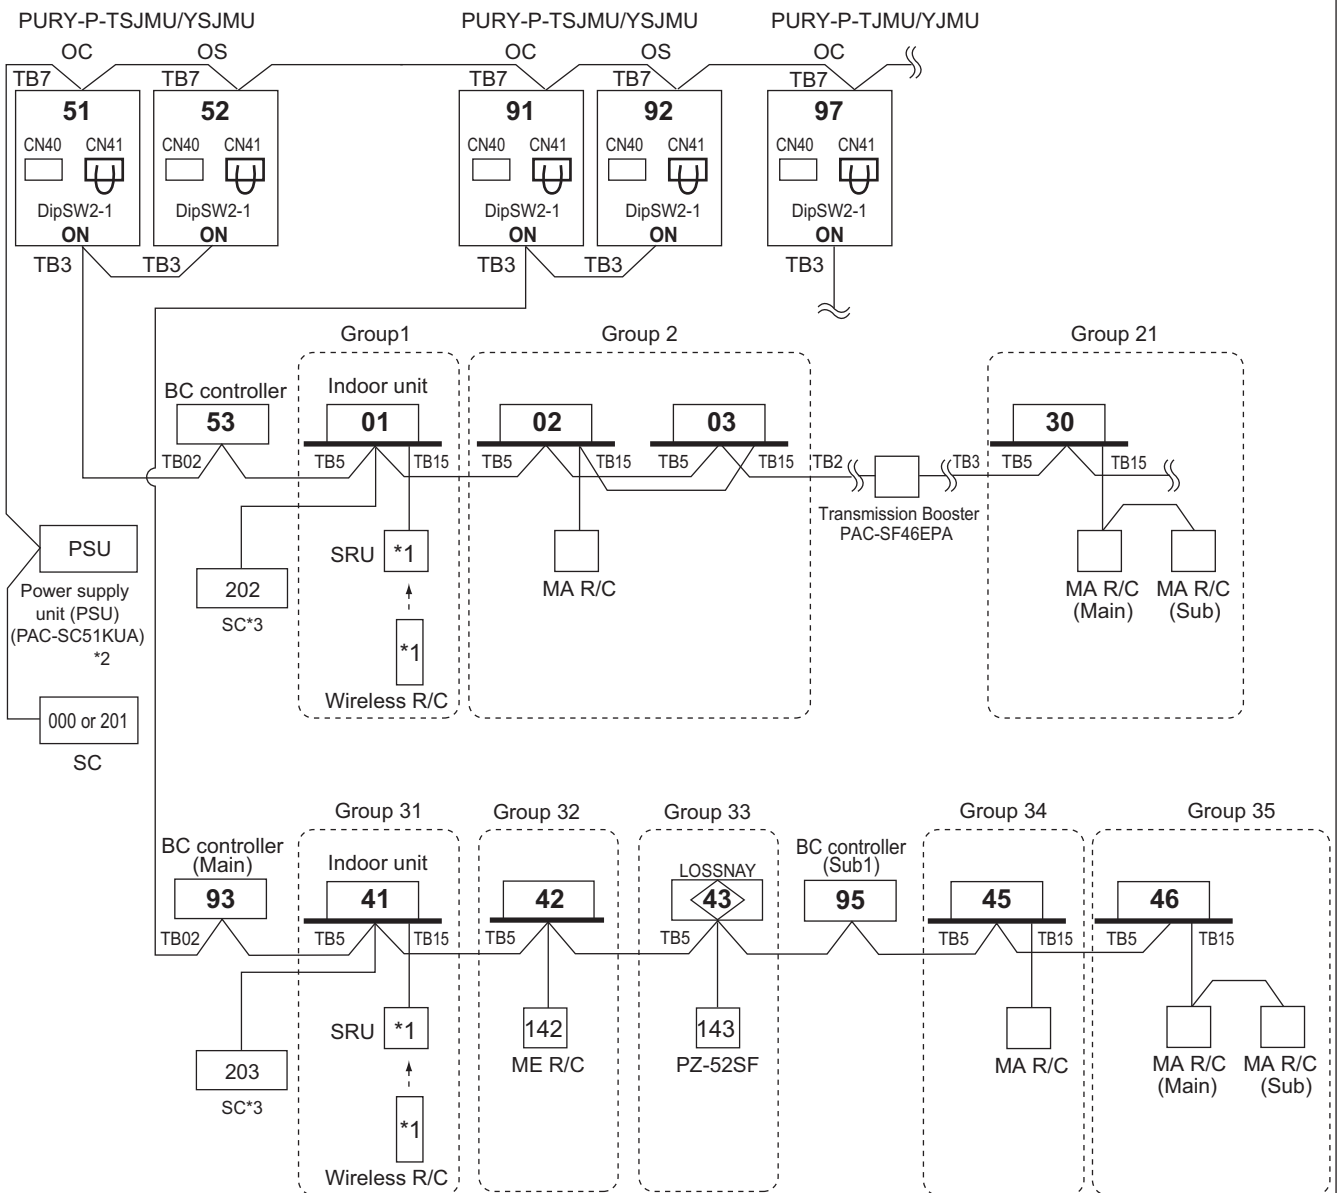 PURY-P-TSJMU/YSJMU PURY-P-TSJMU/YSJMU PURY-P-TJMU/YJMU
OC OS OC OS OC
TB7 TB7 TB7 TB7 TB7
51 52 91 92 97
CN40 CN41 CN40 CN41 CN40 CN41 CN40 CN41 CN40 CN41
DipSW2-1 DipSW2-1 DipSW2-1 DipSW2-1 DipSW2-1
ON ON ON ON ON
TB3 TB3 TB3 TB3 TB3
Group1 Group 2 Group 21
BC controller Indoor unit
53 01 02 03 30
TB02 TB5 TB15 TB5 TB15 TB5 TB15 TB2 TB3 TB5 TB15
Transmission Booster
PAC-SF46EPA
PSU
Power supply
unit (PSU)
(PAC-SC51KUA)
*2
202
SC*3
SRU *1
*1
Wireless R/C
MA R/C
MA R/C
(Main)
MA R/C
(Sub)
000 or 201
SC
Group 31 Group 32 Group 33 Group 34 Group 35
BC controller
(Main)
Indoor unit
LOSSNAY
BC controller
(Sub1)
93 41 42 43 95 45 46
TB02 TB5 TB15 TB5 TB5 TB5 TB15 TB5 TB15
203
SC*3
SRU *1
*1
Wireless R/C
142
ME R/C
143
PZ-52SF
MA R/C
MA R/C
(Main)
MA R/C
(Sub)